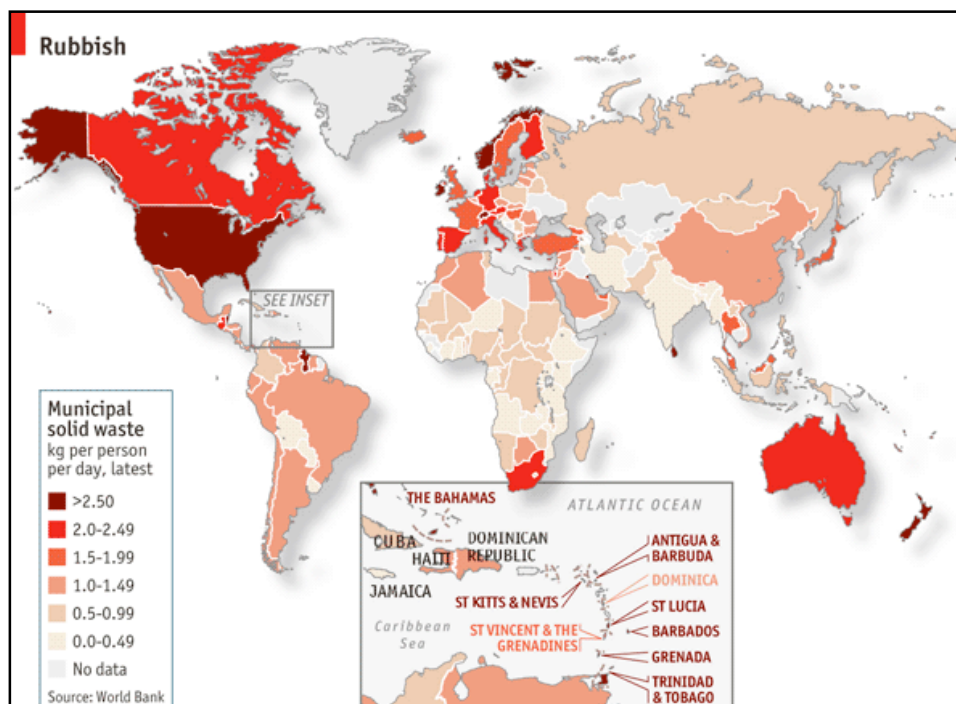 Rubbish
SEE INSET
Municipal
solid waste
kg per person
per day, latest
>2.50
2.0-2.49
1.5-1.99
1.0-1.49
0.5-0.99
0.0-0.49
No data
Source: World Bank
THE BAHAMAS
ATLANTIC OCEAN
CUBA
HAITI
DOMINICAN
REPUBLIC
JAMAICA
ST KITTS & NEVIS
ANTIGUA &
BARBUDA
DOMINICA
ST LUCIA
Caribbean
Sea
ST VINCENT & THE
GRENADINES
BARBADOS
GRENADA
TRINIDAD
& TOBAGO